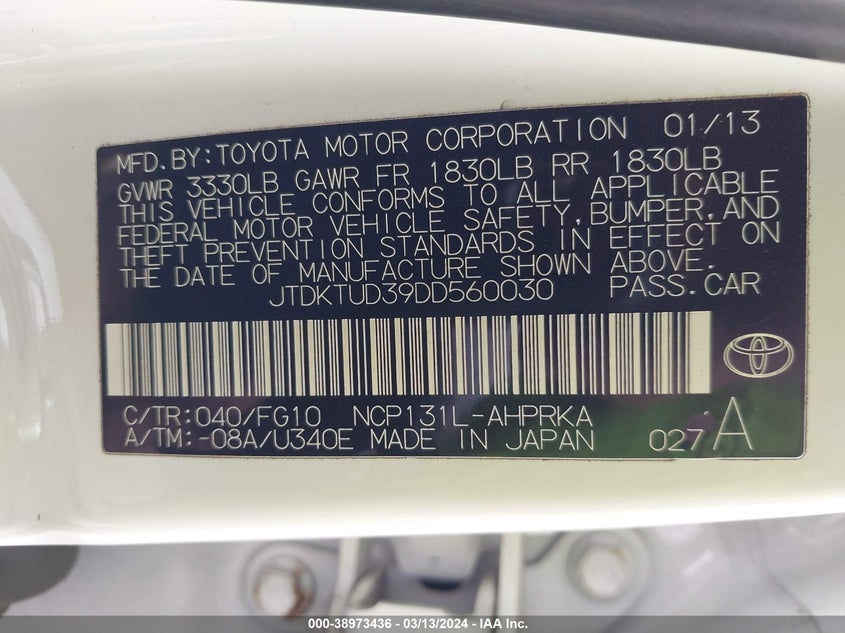 MFD.BY:TOYOTA MOTOR CORPORATION 01/13
GVWR 3330LB GAWR FR 1830LB RR 1830LB
THIS VEHICLE CONFORMS TO ALL APPLICABLE
FEDERAL MOTOR VEHICLE SAFETY,BUMPER,AND
THEFT PREVENTION STANDARDS IN EFFECT ON
THE DATE OF MANUFACTURE SHOWN ABOVE.
JTDKTUD39DD560030 PASS.CAR
C/TR:040/FG10 NCP131L-AHPRKA
A/TM:-08A/U340E MADE IN JAPAN 027A
000-38973436 - 03/13/2024 - IAA Inc.